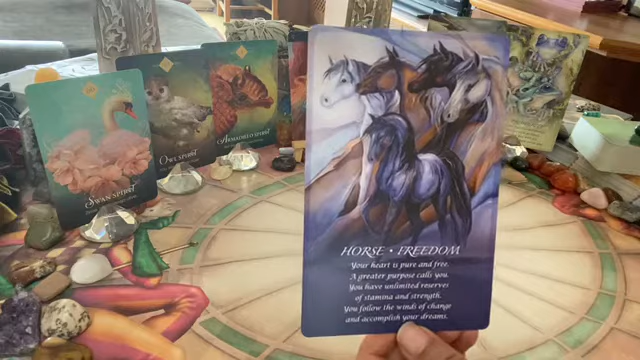 SWAN SPIRIT
OWL SPIRIT
ARMADILLO SPIRIT
HORSE • FREEDOM
Your heart is pure and free.
A greater purpose calls you.
You have unlimited reserves
of stamina and strength.
You follow the winds of change
and accomplish your dreams.